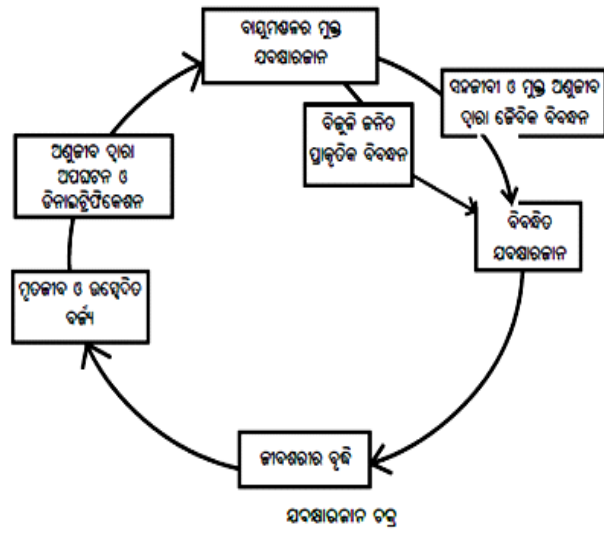 ବାୟୁମଣ୍ଡଳର ମୁକ୍ତ
ଯବକ୍ଷାରଜାନ
ସହଜୀବୀ ଓ ମୁକ୍ତ ଅଣୁଜୀବ
ଦ୍ୱାରା ଜୈବିକ ବିବନ୍ଧନ
ବିଜୁଳି ଜନିତ
ପ୍ରାକୃତିକ ବିବନ୍ଧନ
ବିବନ୍ଧିତ
ଯବକ୍ଷାରଜାନ
ଅଣୁଜୀବ ଦ୍ୱାରା
ଅପଘଟନ ଓ
ଡିନାଇଟ୍ରିଫିକେଶନ
ମୃତଜୀବ ଓ ଉତ୍ସ୍ୱେଦିତ
ବର୍ଜ୍ୟ
ଜୀବଶରୀର ବୃଦ୍ଧି
ଯବକ୍ଷାରଜାନ ଚକ୍ର